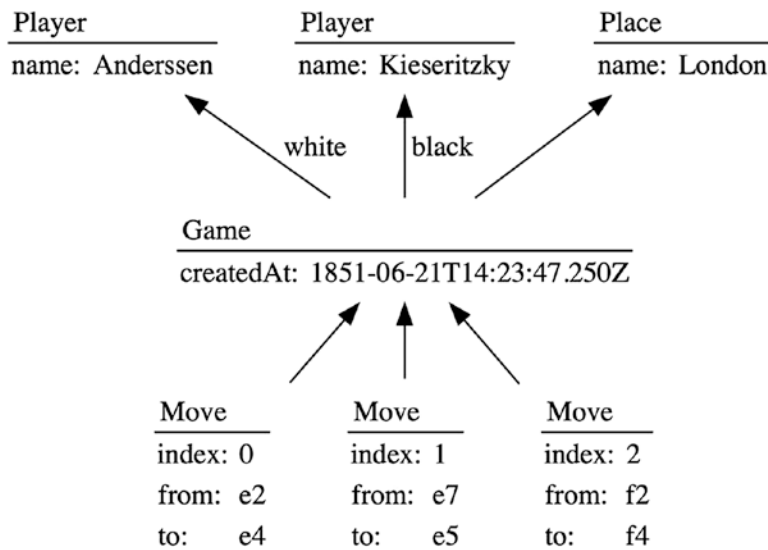 Player Player Place
name: Anderssen name: Kieseritzky name: London
white black
Game
createdAt: 1851-06-21T14:23:47.250Z
Move Move Move
index: 0 index: 1 index: 2
from: e2 from: e7 from: f2
to: e4 to: e5 to: f4